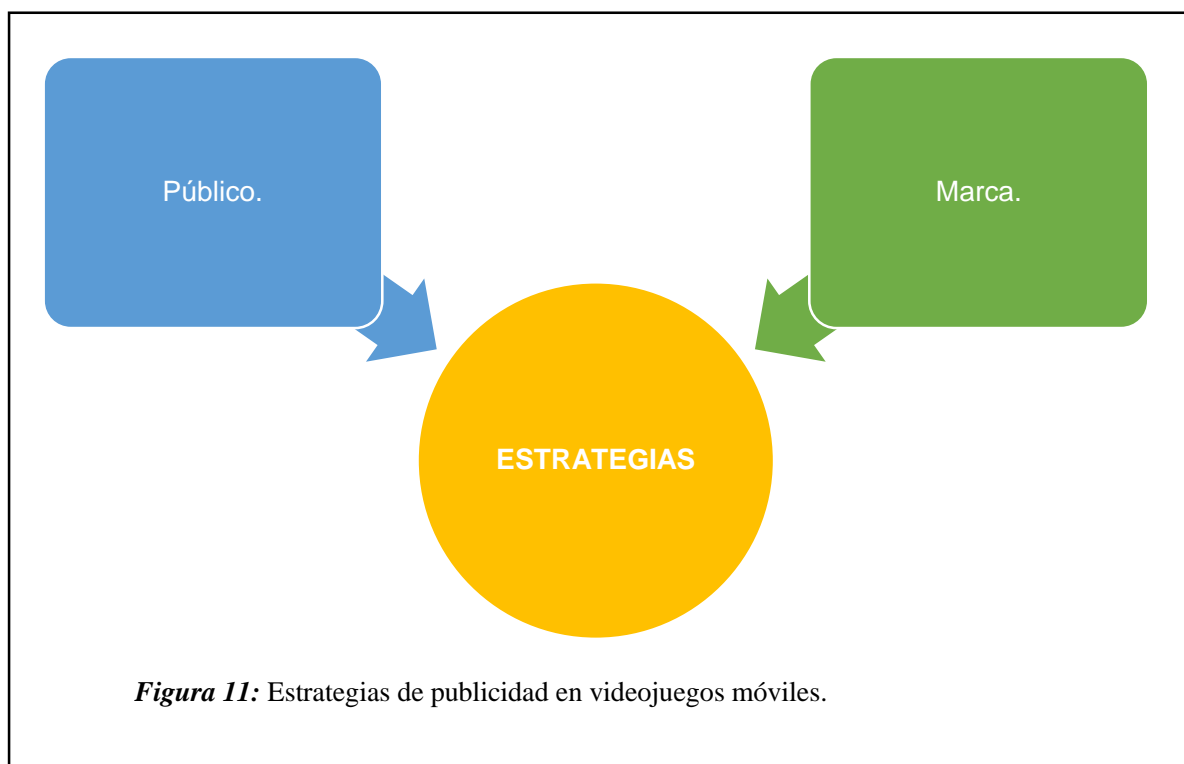 Público.
Marca.
ESTRATEGIAS
Figura 11: Estrategias de publicidad en videojuegos móviles.